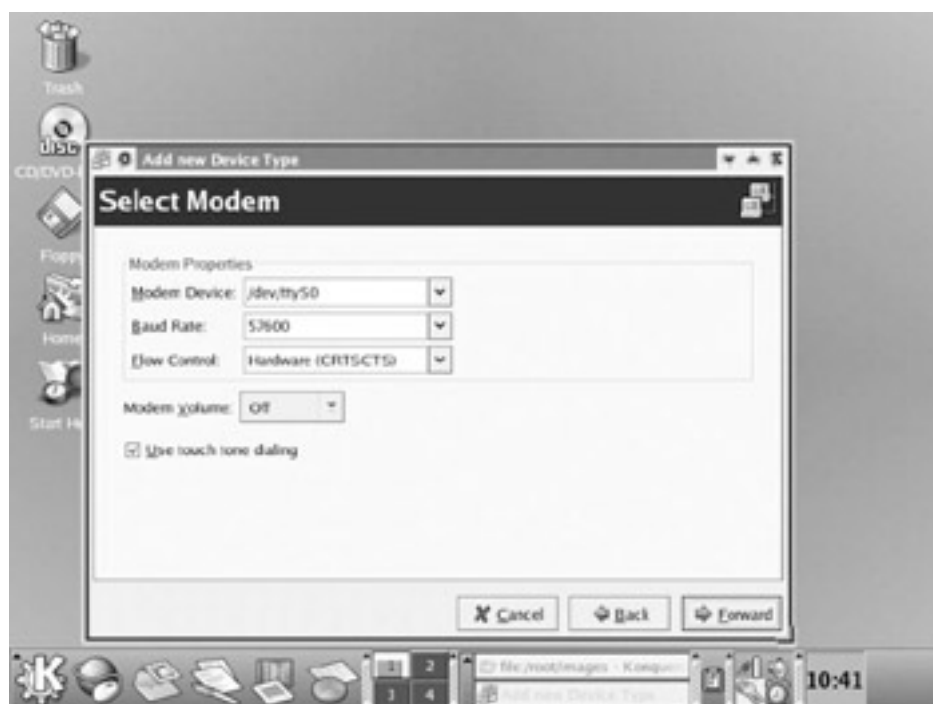 Trash
disc
CD/DVD-
Add new Device Type
Select Modem
Floppy
Modem Properties
Modem Device: /dev/ttyS0
Baud Rate: 57600
Home
Flow Control: Hardware (CRTSCTS)
Modem Volume: Off
Start He
Use touch tone dialing
Cancel Back Forward
1 2
file:/root/images - Konquer
3 4
Add new Device Type
10:41